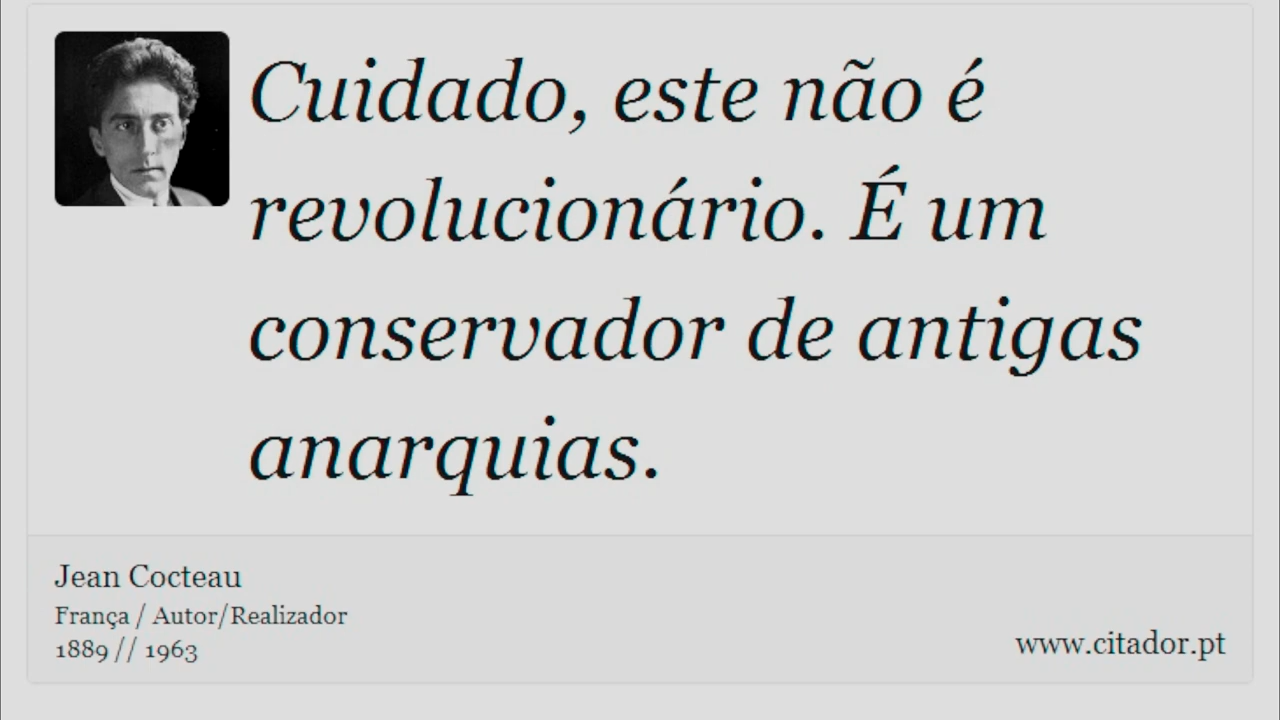 Cuidado, este não é
revolucionário. É um
conservador de antigas
anarquias.
Jean Cocteau
França / Autor/Realizador
1889 // 1963
www.citador.pt